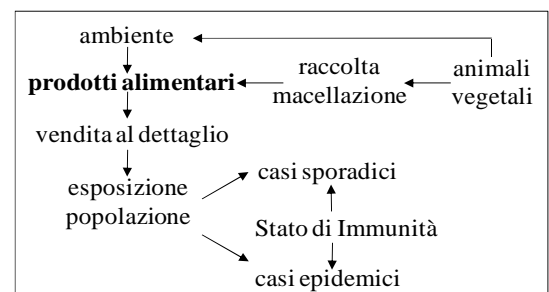 ambiente
prodotti alimentari
raccolta
macellazione
animali
vegetali
vendita al dettaglio
esposizione
popolazione
casi sporadici
Stato di Immunità
casi epidemici